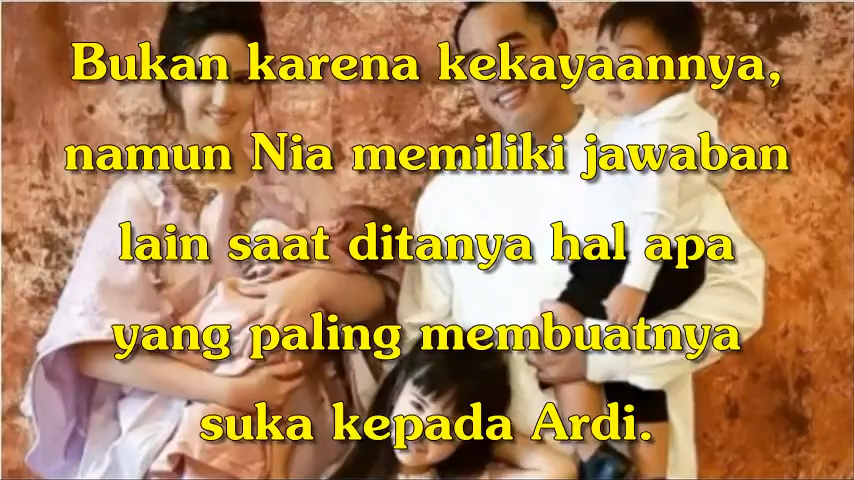 Bukan karena kekayaannya,
namun Nia memiliki jawaban
lain saat ditanya hal apa
yang paling membuatnya
suka kepada Ardi.